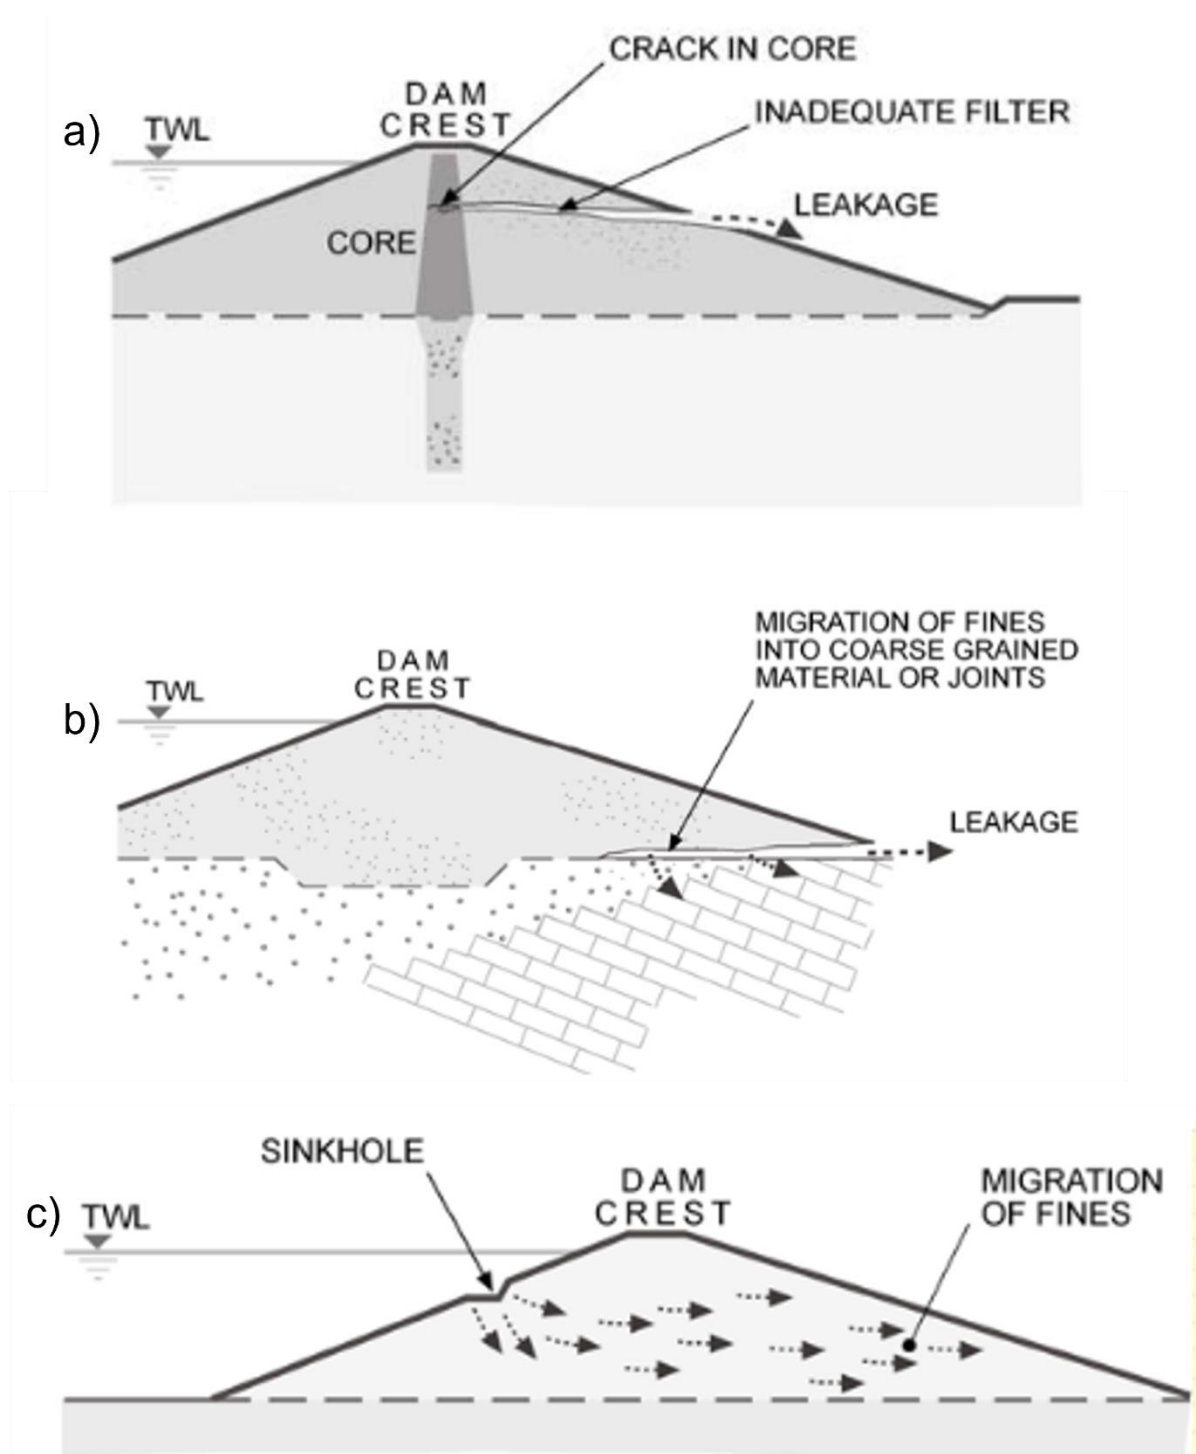 a)
TWL
DAM
CREST
CRACK IN CORE
INADEQUATE FILTER
LEAKAGE
CORE
b)
TWL
DAM
CREST
MIGRATION OF FINES
INTO COARSE GRAINED
MATERIAL OR JOINTS
LEAKAGE
c)
TWL
SINKHOLE
DAM
CREST
MIGRATION
OF FINES